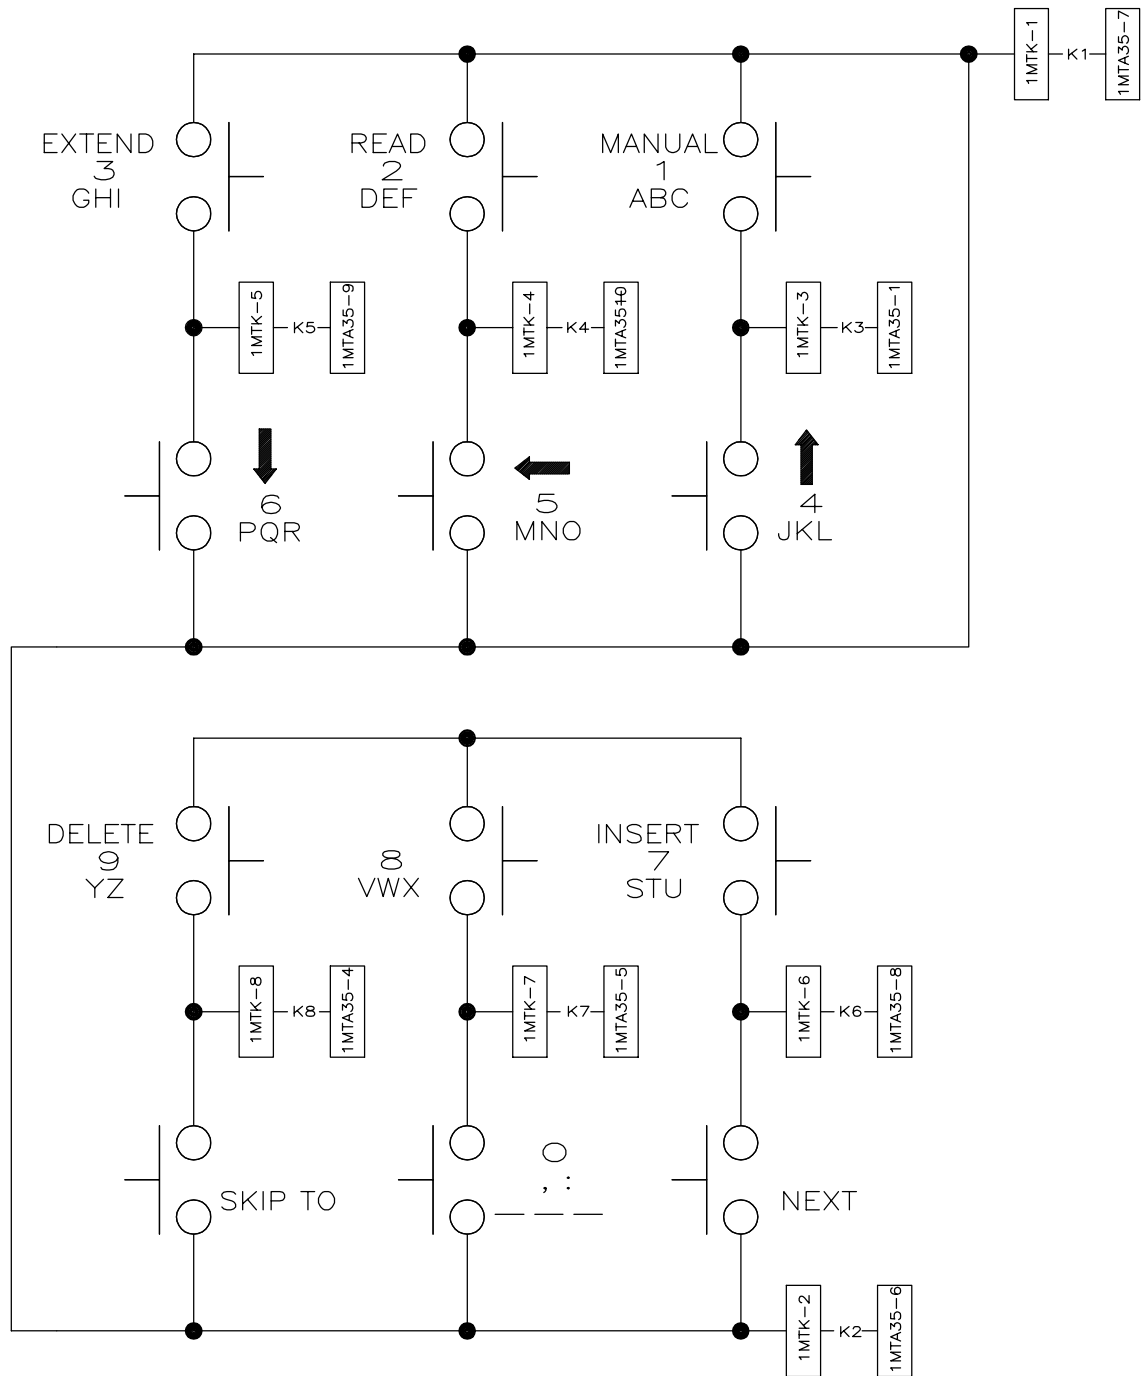 1MTK-1
K1
1MTA35-7
EXTEND
3
GHI
READ
2
DEF
MANUAL
1
ABC
1MTK-5
K5
1MTA35-9
1MTK-4
K4
1MTA3510
1MTK-3
K3
1MTA35-1
6
PQR
5
MNO
4
JKL
DELETE
9
YZ
8
VWX
INSERT
7
STU
1MTK-8
K8
1MTA35-4
1MTK-7
K7
1MTA35-5
1MTK-6
K6
1MTA35-8
SKIP TO
0
, :
_ _ _
NEXT
1MTK-2
K2
1MTA35-6